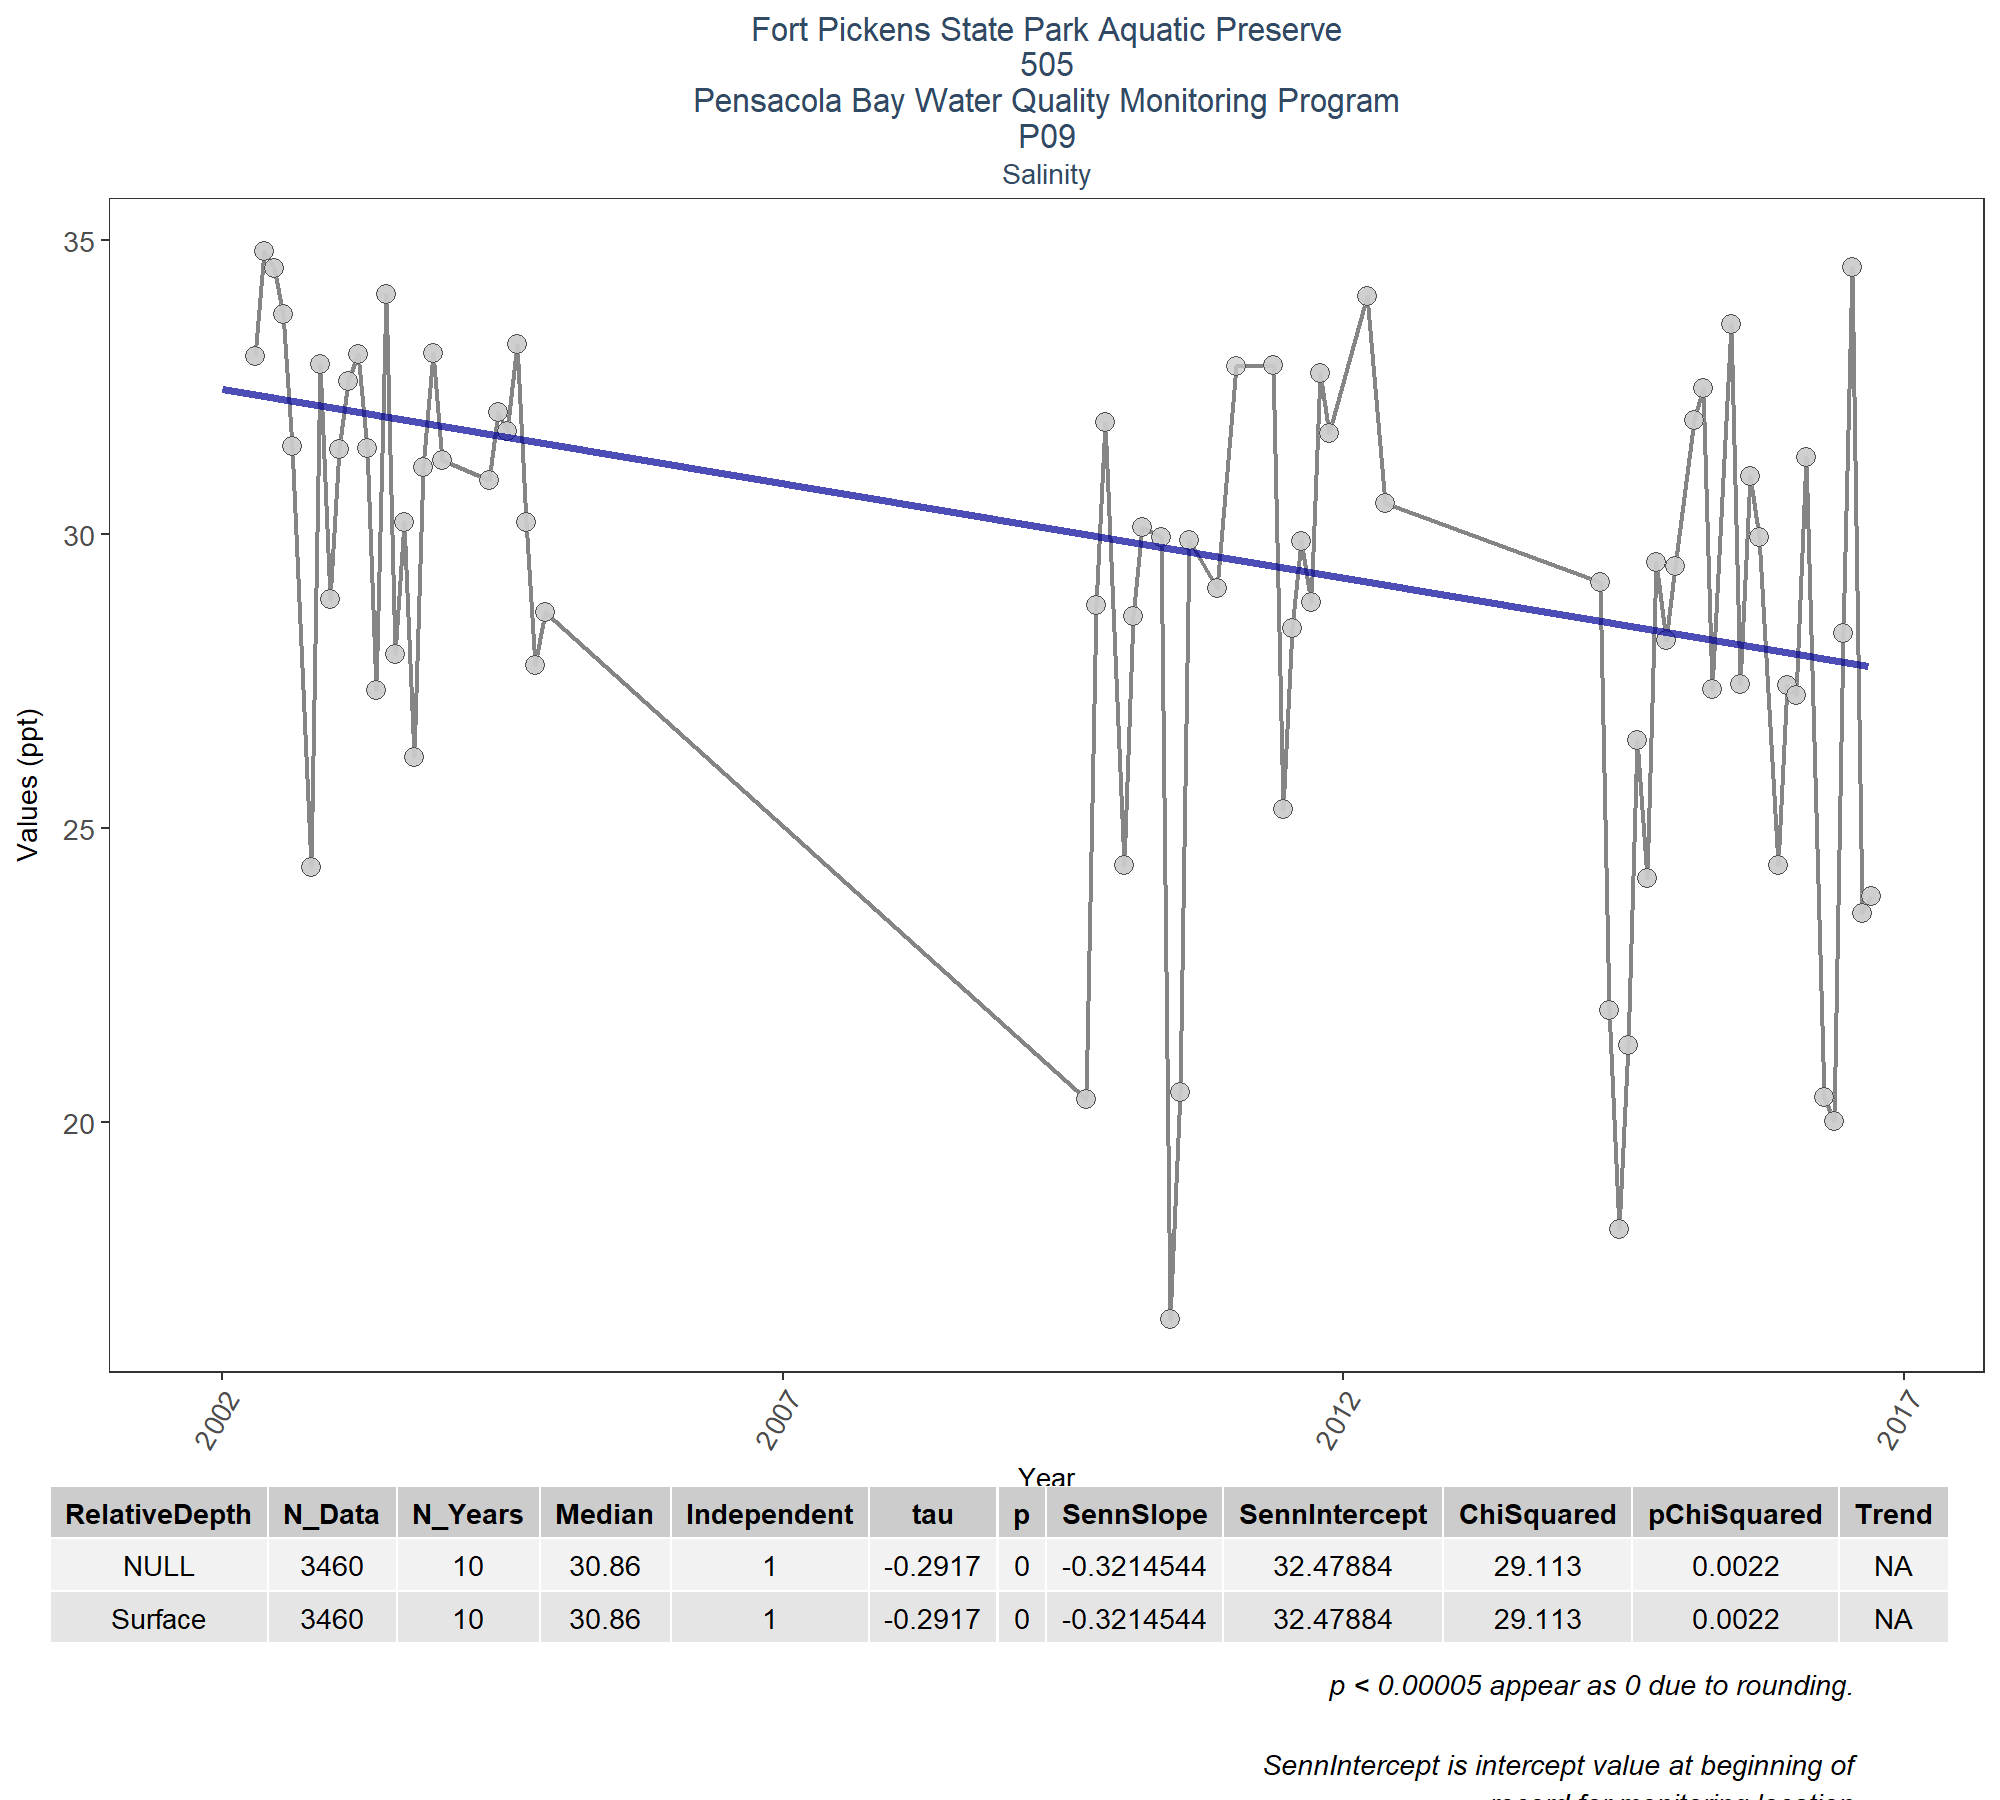 Fort Pickens State Park Aquatic Preserve
505
Pensacola Bay Water Quality Monitoring Program
P09
Salinity
Values (ppt)
35
30
25
20
2002 2007 2012 2017
Year
RelativeDepth N_Data N_Years Median Independent tau p SennSlope SennIntercept ChiSquared pChiSquared Trend
NULL 3460 10 30.86 1 -0.2917 0 -0.3214544 32.47884 29.113 0.0022 NA
Surface 3460 10 30.86 1 -0.2917 0 -0.3214544 32.47884 29.113 0.0022 NA
p < 0.00005 appear as 0 due to rounding.
SennIntercept is intercept value at beginning of
record for monitoring location